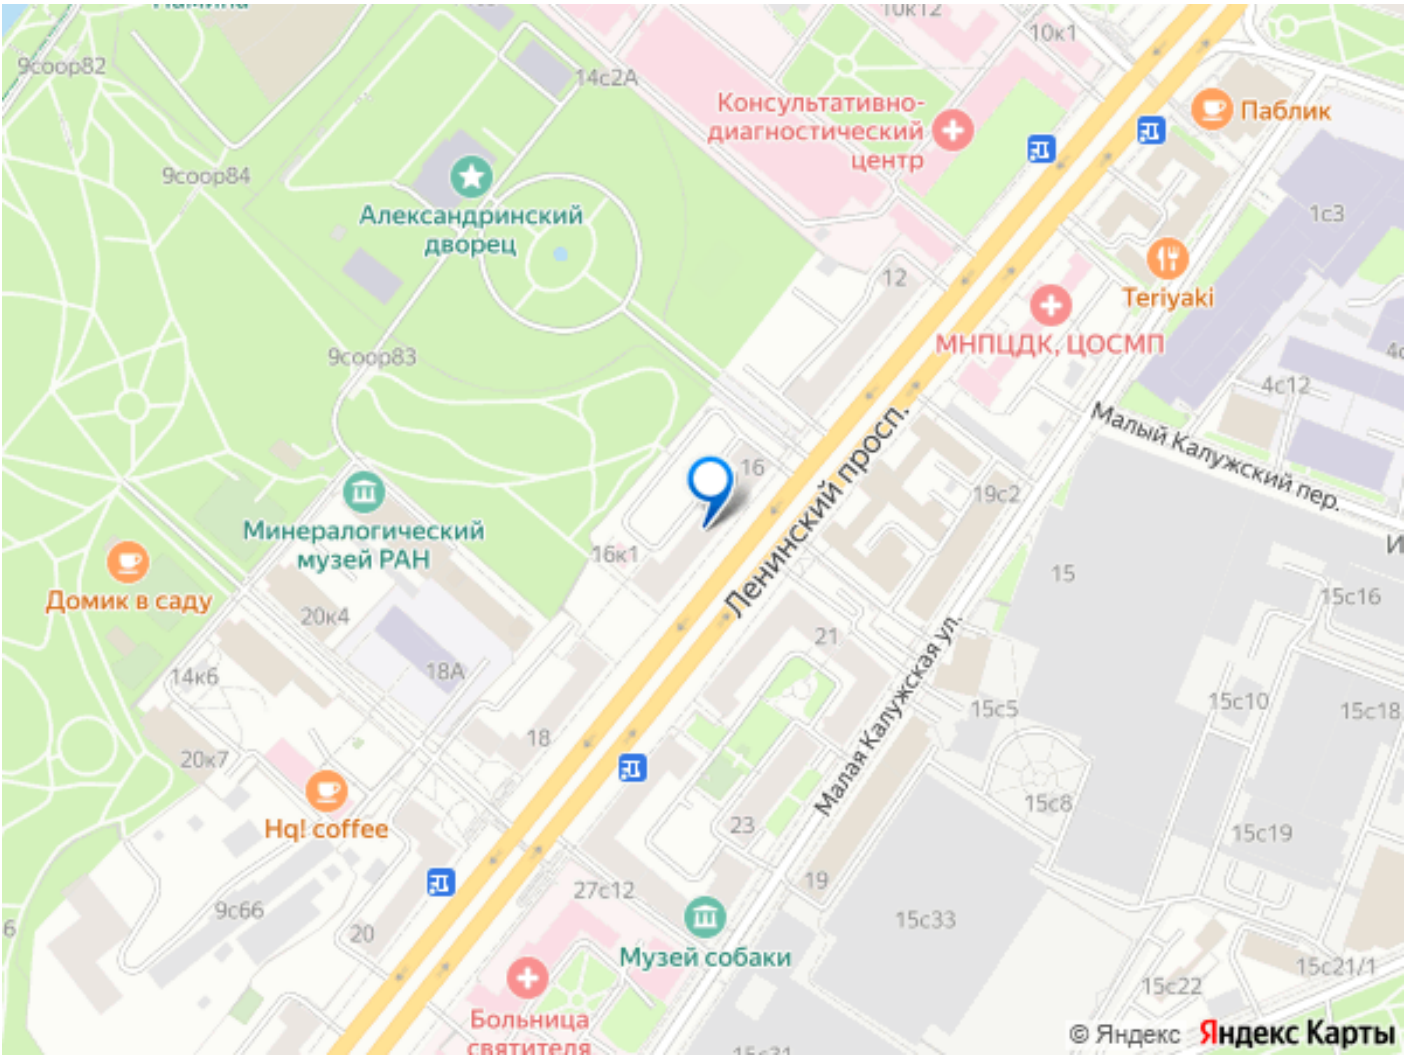 10к12
10к1
9соор82
14с2А
Консультативно-
диагностический
центр
Паблик
9соор84
Александринский
дворец
1с3
12
Teriyaki
МНПЦДК, ЦОСМП
9соор83
4с12
Малый Калужский пер.
Ленинский просп.
16
19с2
Минералогический
музей РАН
16к1
15
15с16
Домик в саду
20к4
21
18А
14к6
Малая Калужская ул.
15с5
15с10
15с18
18
20к7
15с8
Hq! coffee
23
15с19
19
27с12
9с66
20
15с33
Музей собаки
15с21/1
15с22
Больница
святителя
15с31
© Яндекс Яндекс Карты